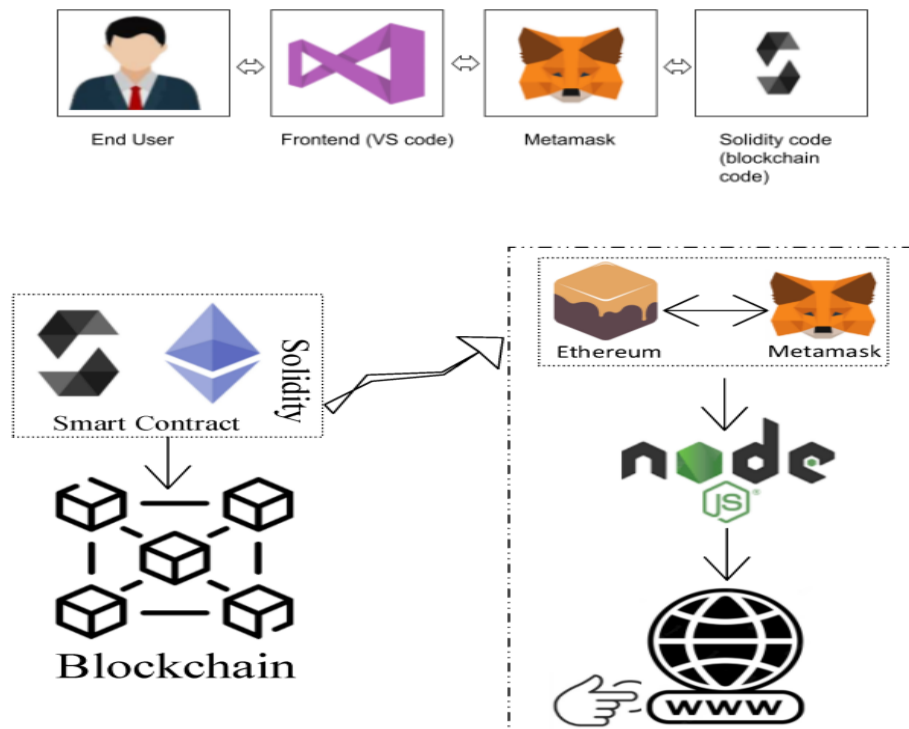 End User
Frontend (VS code)
Metamask
Solidity code
(blockchain
code)
Solidity
Smart Contract
Blockchain
Ethereum
Metamask
node
JS®
www